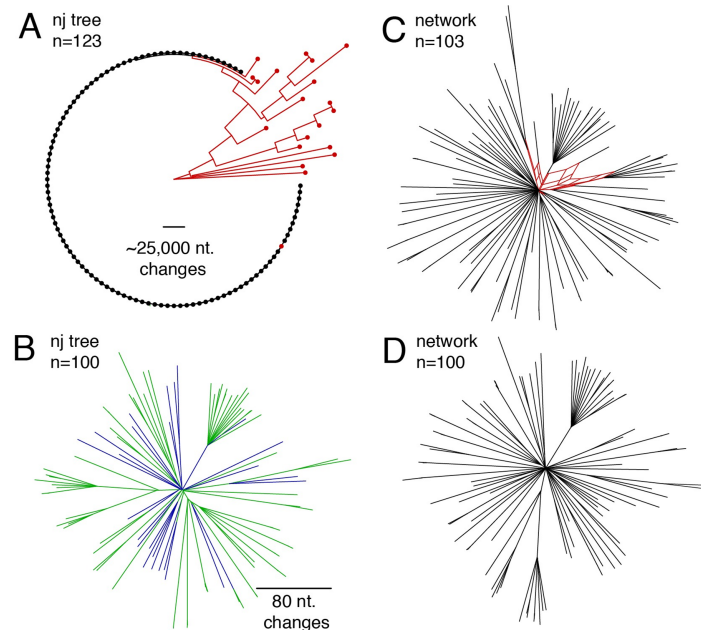 A
nj tree
n=123
~25,000 nt.
changes
B
nj tree
n=100
80 nt.
changes
C
network
n=103
D
network
n=100